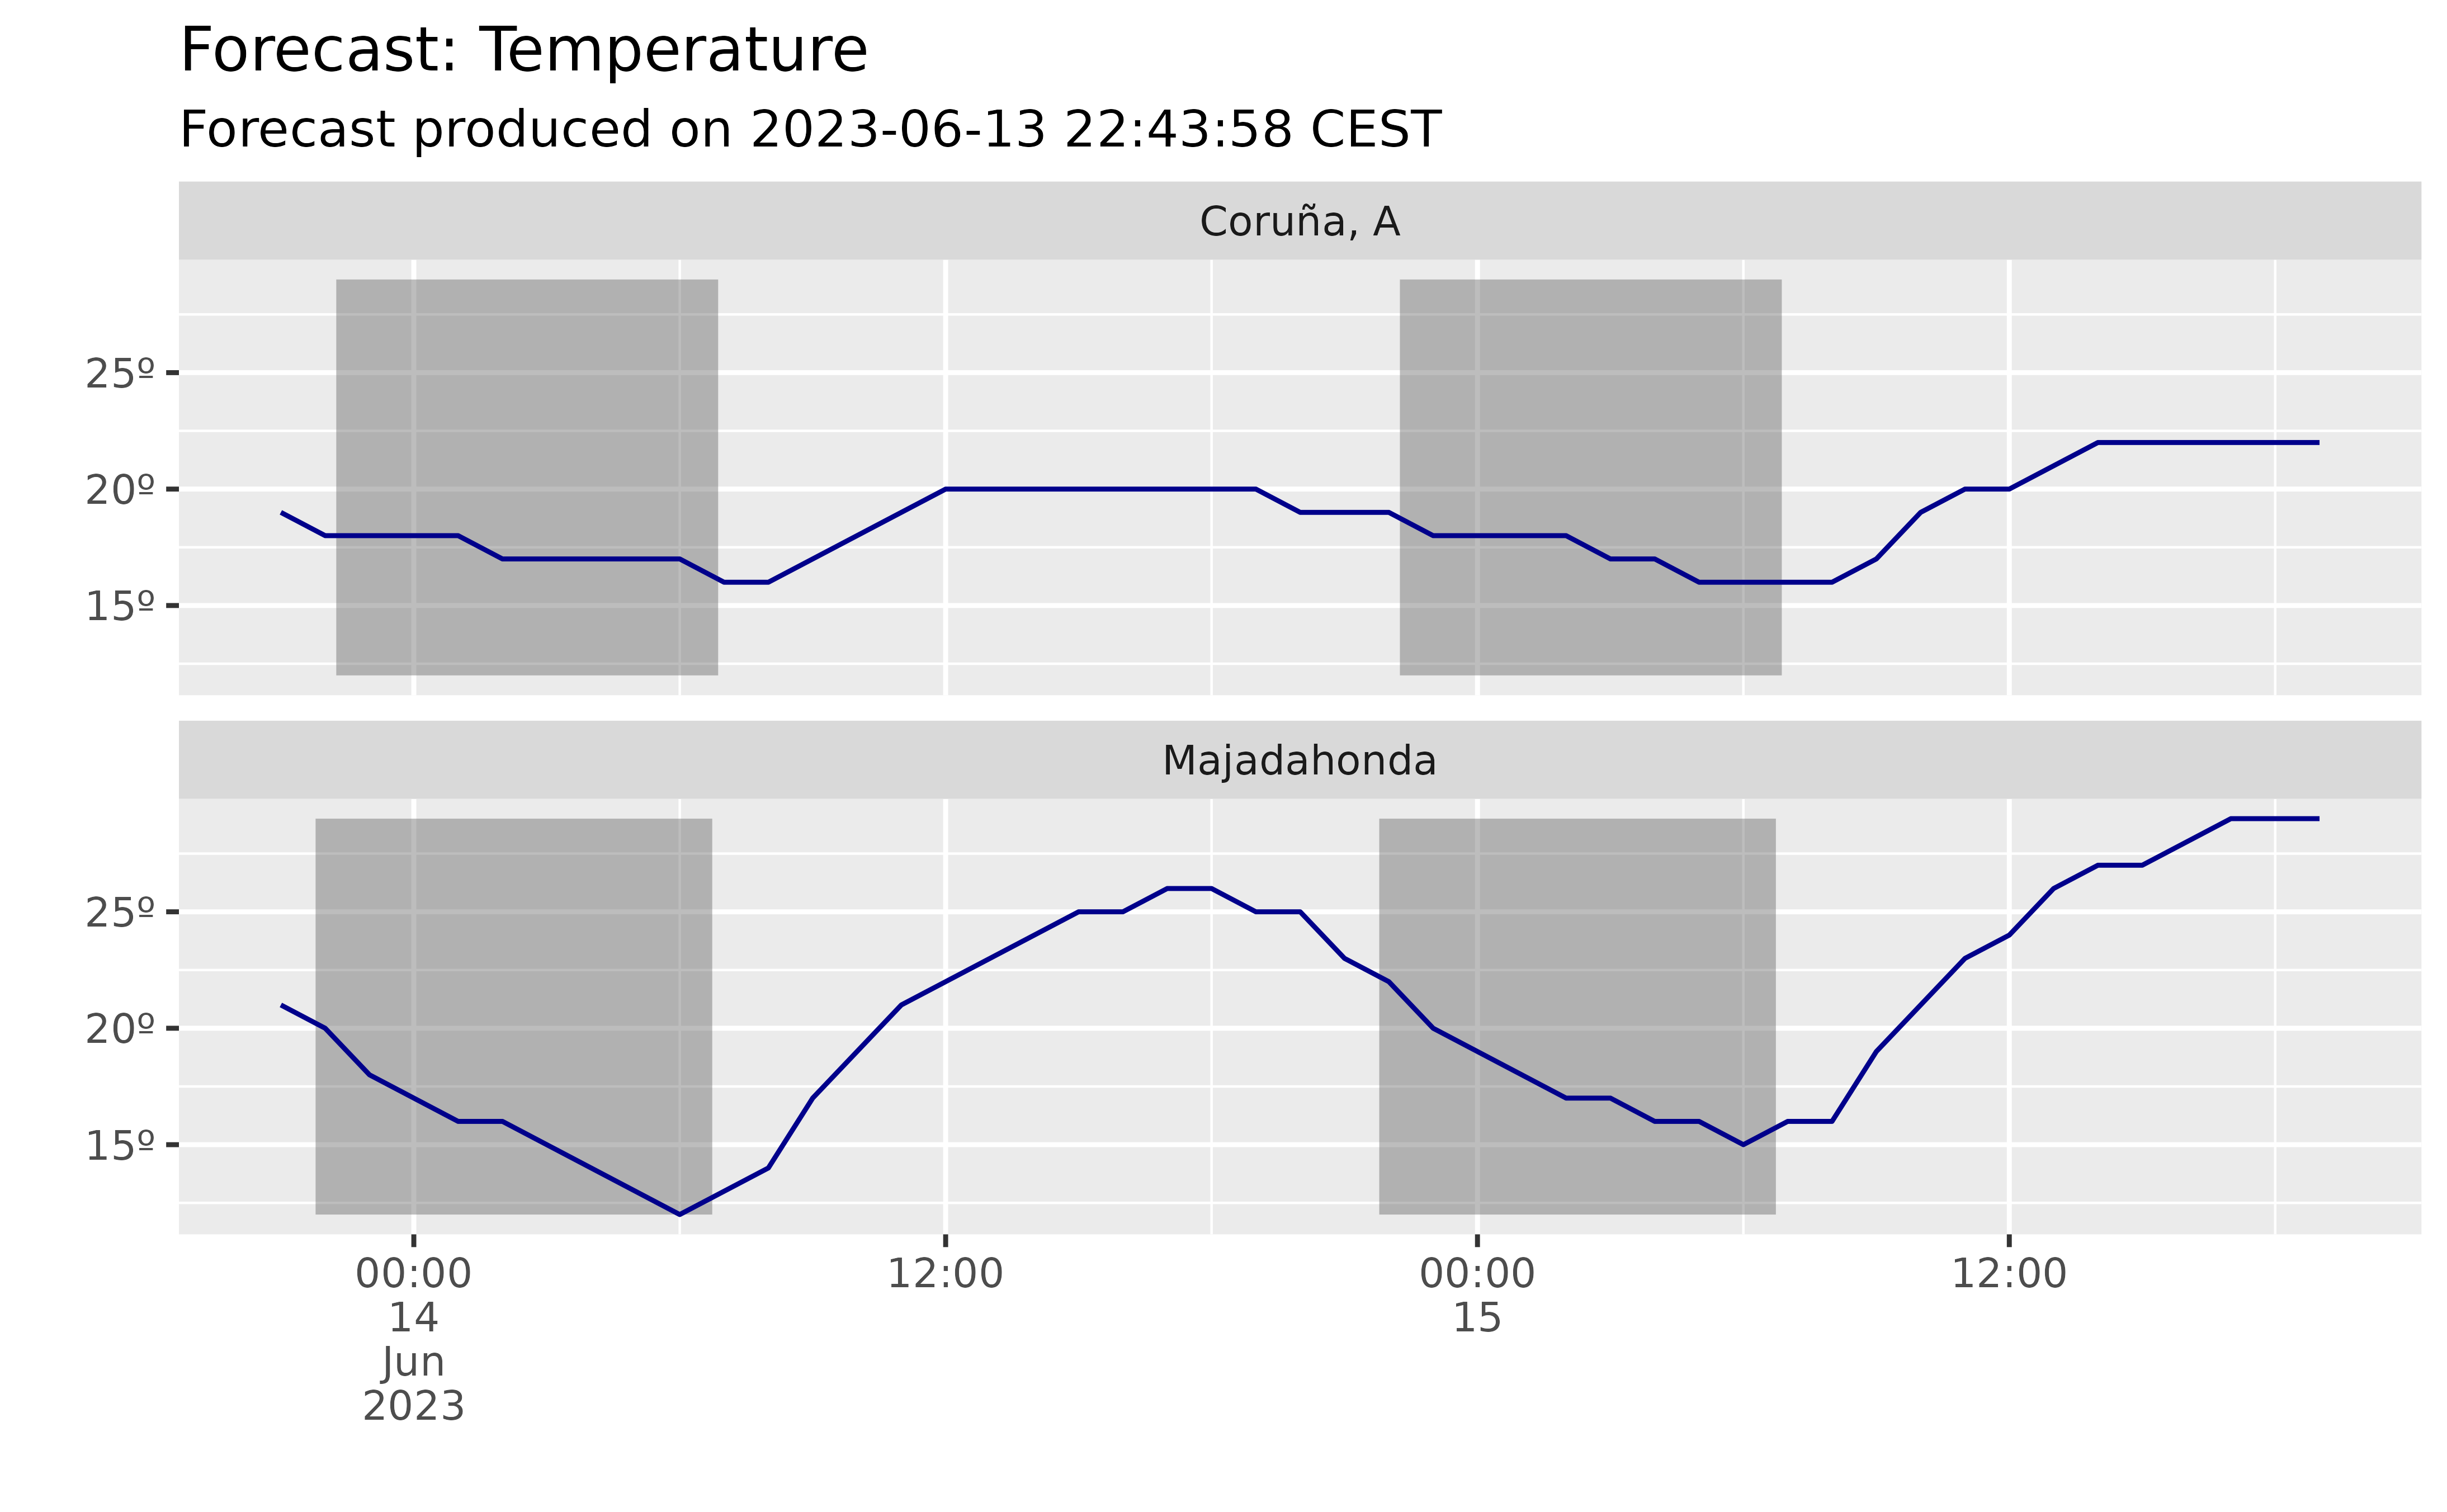 Forecast: Temperature
Forecast produced on 2023-06-13 22:43:58 CEST
Coruña, A
25º
20º
15º
Majadahonda
25º
20º
15º
00:00 12:00 00:00 12:00
14 15
Jun
2023